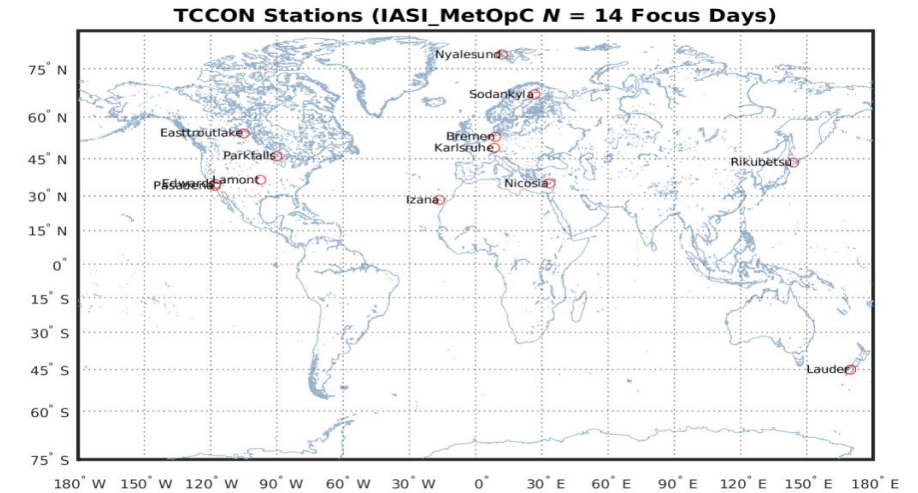 TCCON Stations (IASI_MetOpC N = 14 Focus Days)
75° N
60° N
45° N
30° N
15° N
0°
15° S
30° S
45° S
60° S
75° S
Nyalesund
Sodankyla
Easttroutlake
Bremen
Karlsruhe
Parkfalls
Rikubetsu
Lamont
Edwards
Pasadena
Nicosia
Izana
Lauder
180° W 150° W 120° W 90° W 60° W 30° W 0° 30° E 60° E 90° E 120° E 150° E 180° E